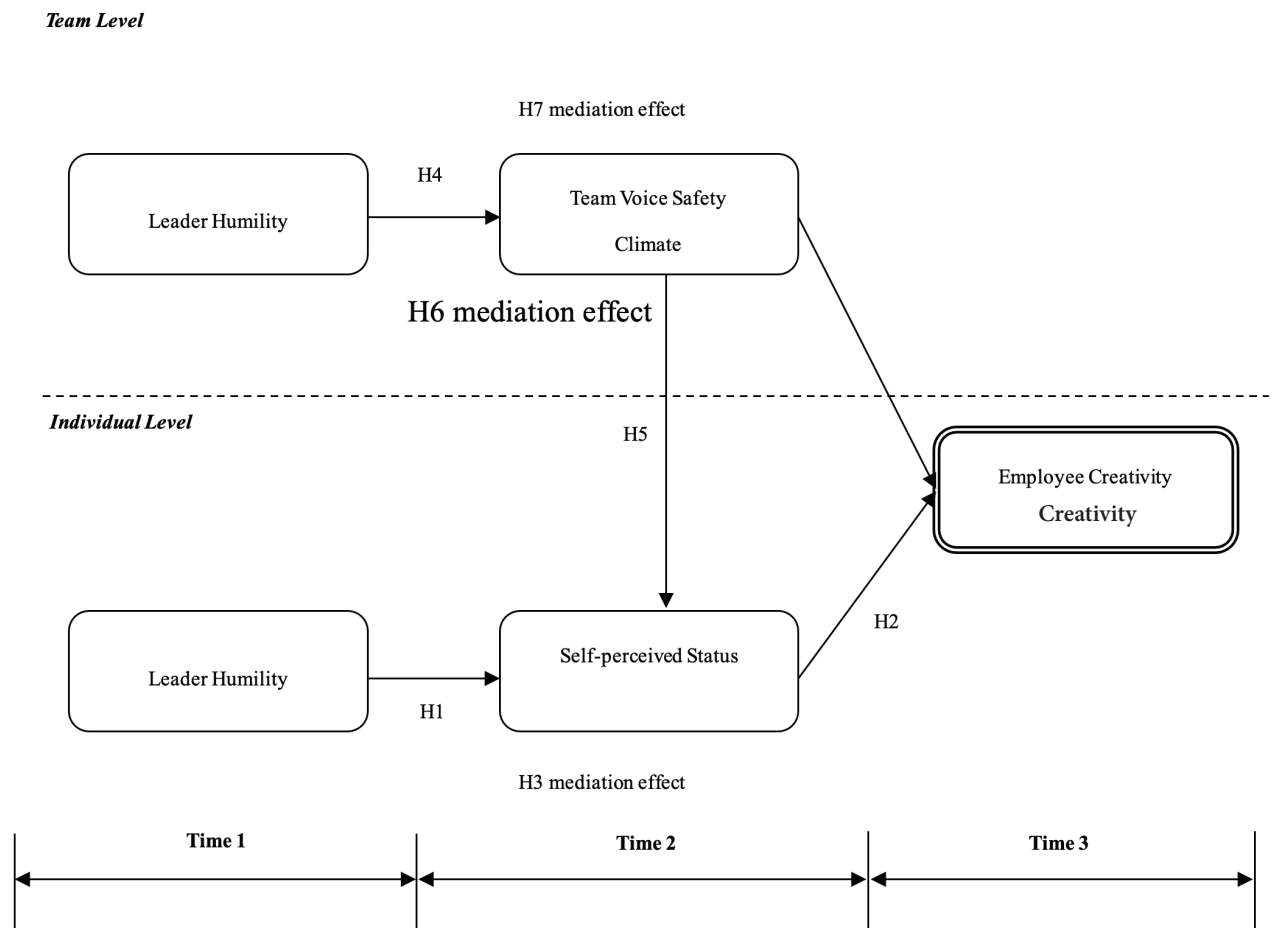 Team Level
H7 mediation effect
H4
Leader Humility
Team Voice Safety
Climate
H6 mediation effect
Individual Level
H5
Employee Creativity
Creativity
H2
Leader Humility
Self-perceived Status
H1
H3 mediation effect
Time 1
Time 2
Time 3